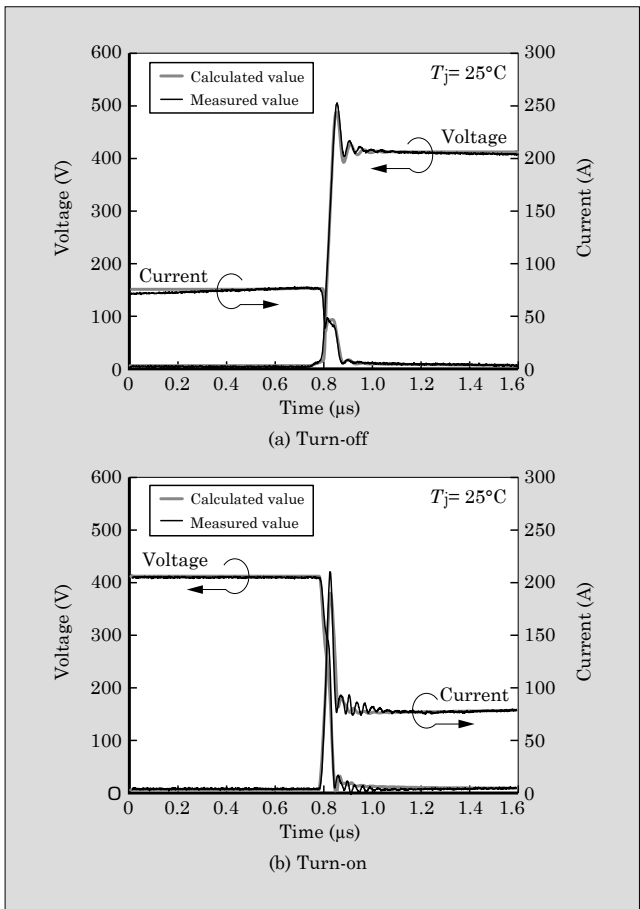 600
500
400
300
200
100
0
Voltage (V)
300
250
200
150
100
50
0
Current (A)
Calculated value
Measured value
Tj= 25°C
Voltage
Current
0
0.2
0.4
0.6
0.8
1.0
1.2
1.4
1.6
Time (µs)
(a) Turn-off
600
500
400
300
200
100
0
Voltage (V)
300
250
200
150
100
50
0
Current (A)
Calculated value
Measured value
Tj= 25°C
Voltage
Current
0
0.2
0.4
0.6
0.8
1.0
1.2
1.4
1.6
Time (µs)
(b) Turn-on